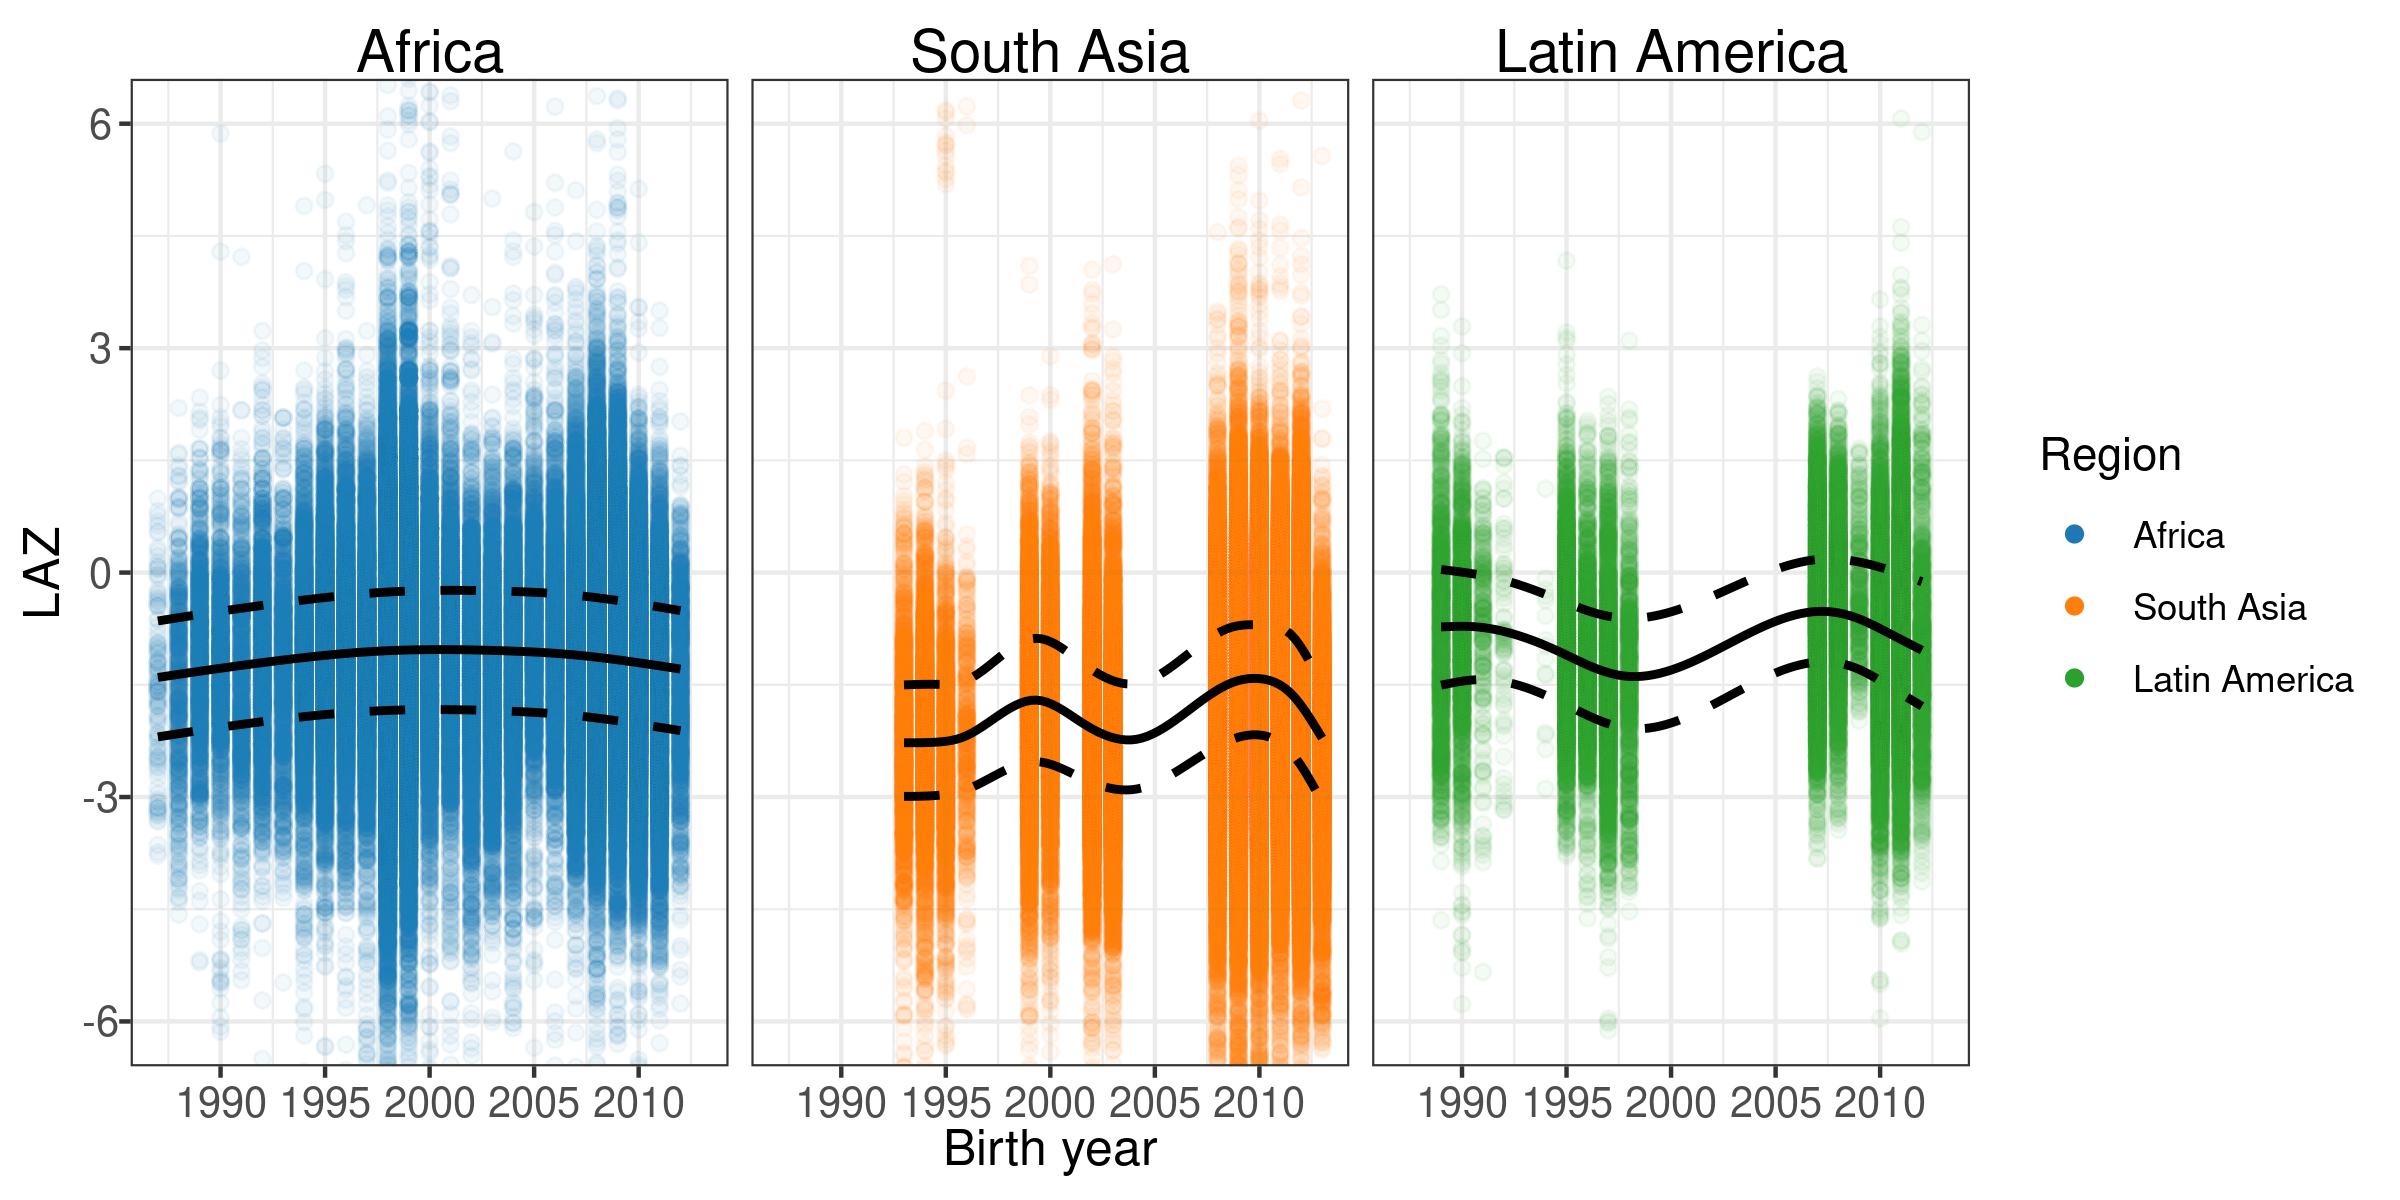 Africa South Asia Latin America
6
3
0
-3
-6
LAZ
1990 1995 2000 2005 2010 1990 1995 2000 2005 2010 1990 1995 2000 2005 2010
Birth year
Region
Africa
South Asia
Latin America